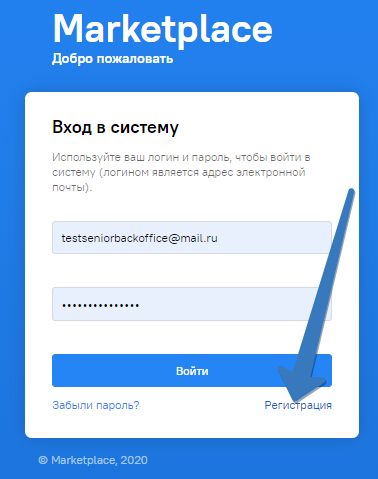 Marketplace
Добро пожаловать
Вход в систему
Используйте ваш логин и пароль, чтобы войти в
систему (логином является адрес электронной
почты).
testseniorbackoffice@mail.ru
•••••••••••••••
Войти
Забыли пароль? Регистрация
© Marketplace, 2020